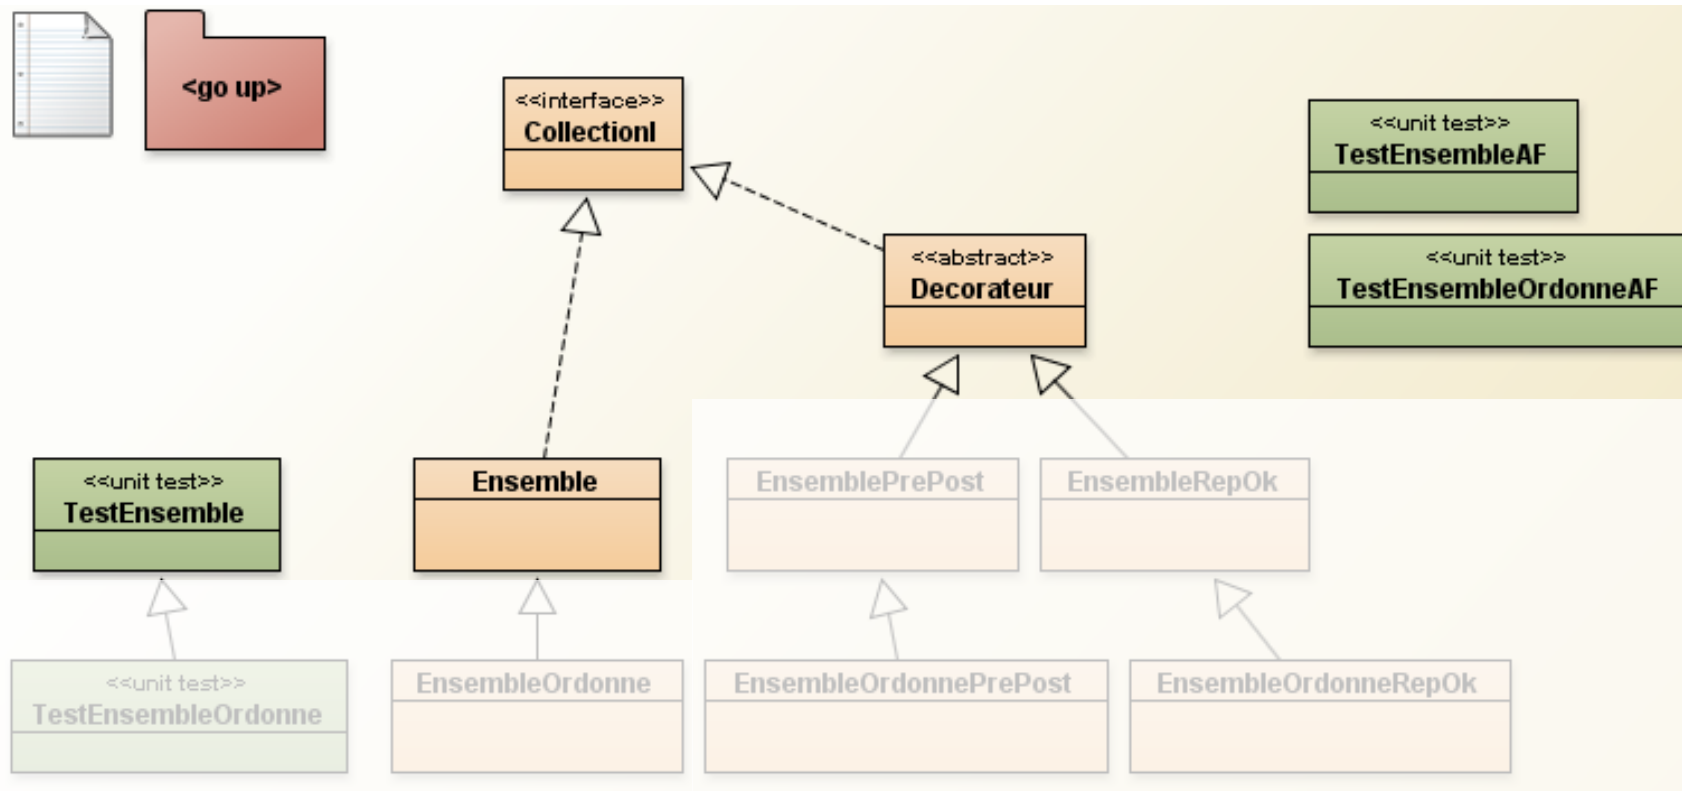 <go up>
<<interface>>
CollectionI
<<unit test>>
TestEnsembleAF
<<abstract>>
Decorateur
<<unit test>>
TestEnsembleOrdonneAF
<<unit test>>
TestEnsemble
Ensemble
EnsemblePrePost
EnsembleRepOk
<<unit test>>
TestEnsembleOrdonne
EnsembleOrdonne
EnsembleOrdonnePrePost
EnsembleOrdonneRepOk